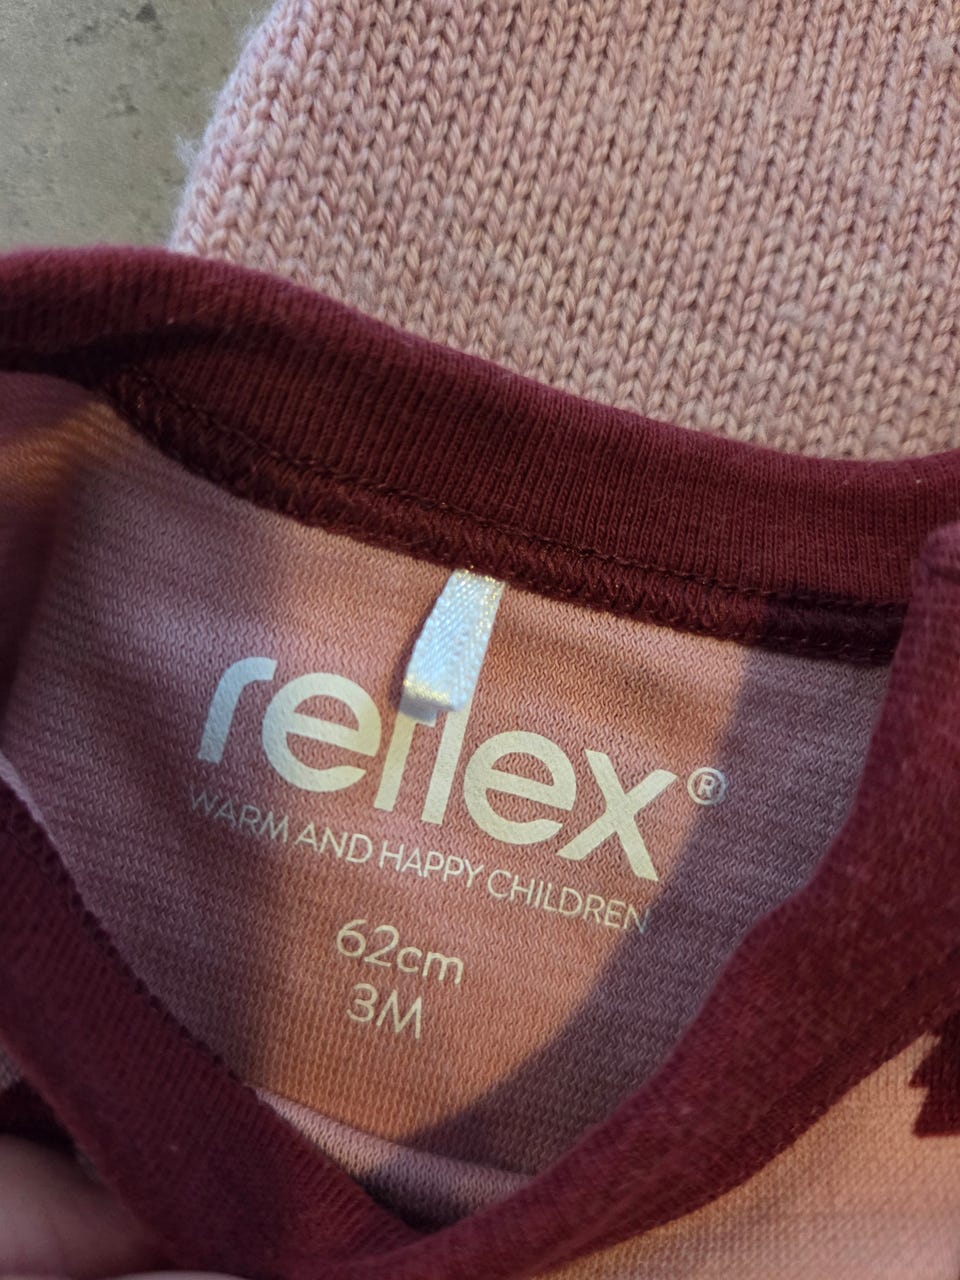 reflex®
WARM AND HAPPY CHILDREN
62cm
3M